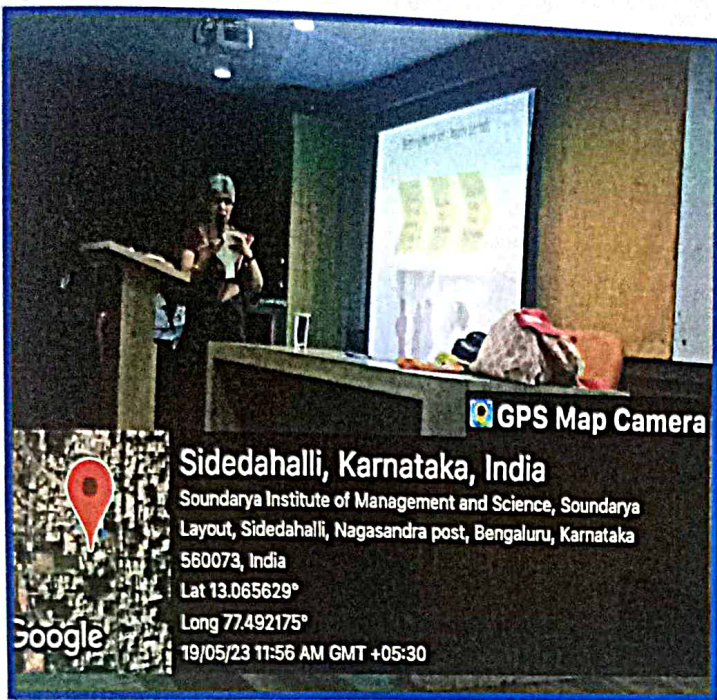 GPS Map Camera
Sidedahalli, Karnataka, India
Soundarya Institute of Management and Science, Soundarya
Layout, Sidedahalli, Nagasandra post, Bengaluru, Karnataka
560073, India
Lat 13.065629°
Long 77.492175°
19/05/23 11:56 AM GMT +05:30
Google